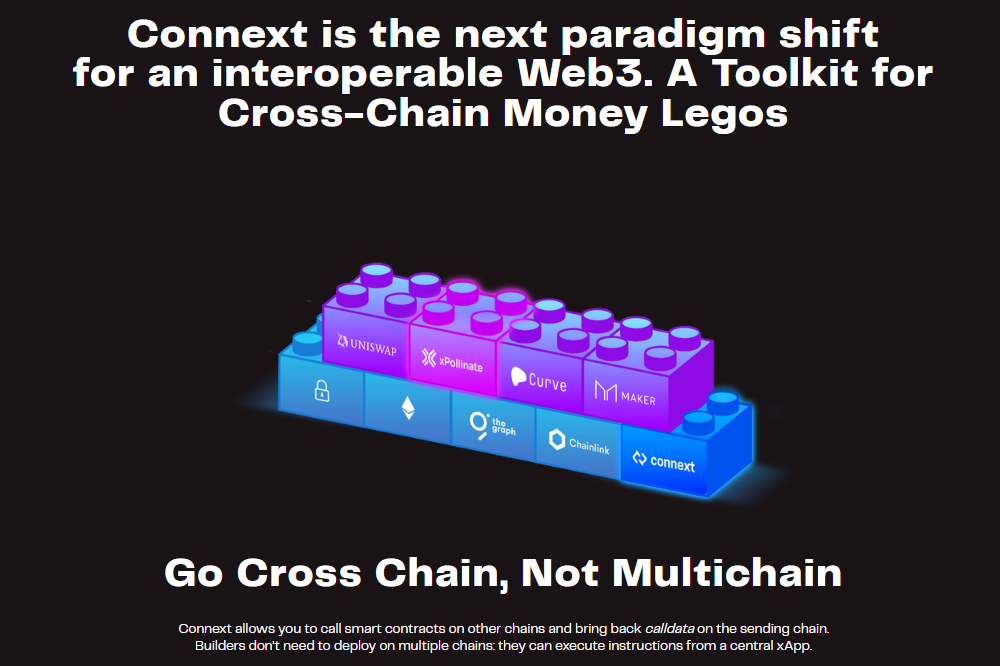 Connext is the next paradigm shift
for an interoperable Web3. A Toolkit for
Cross-Chain Money Legos
UNISWAP
xPollinate
Curve
MAKER
the
graph
Chainlink
connext
Go Cross Chain, Not Multichain
Connext allows you to call smart contracts on other chains and bring back calldata on the sending chain.
Builders don't need to deploy on multiple chains: they can execute instructions from a central xApp.